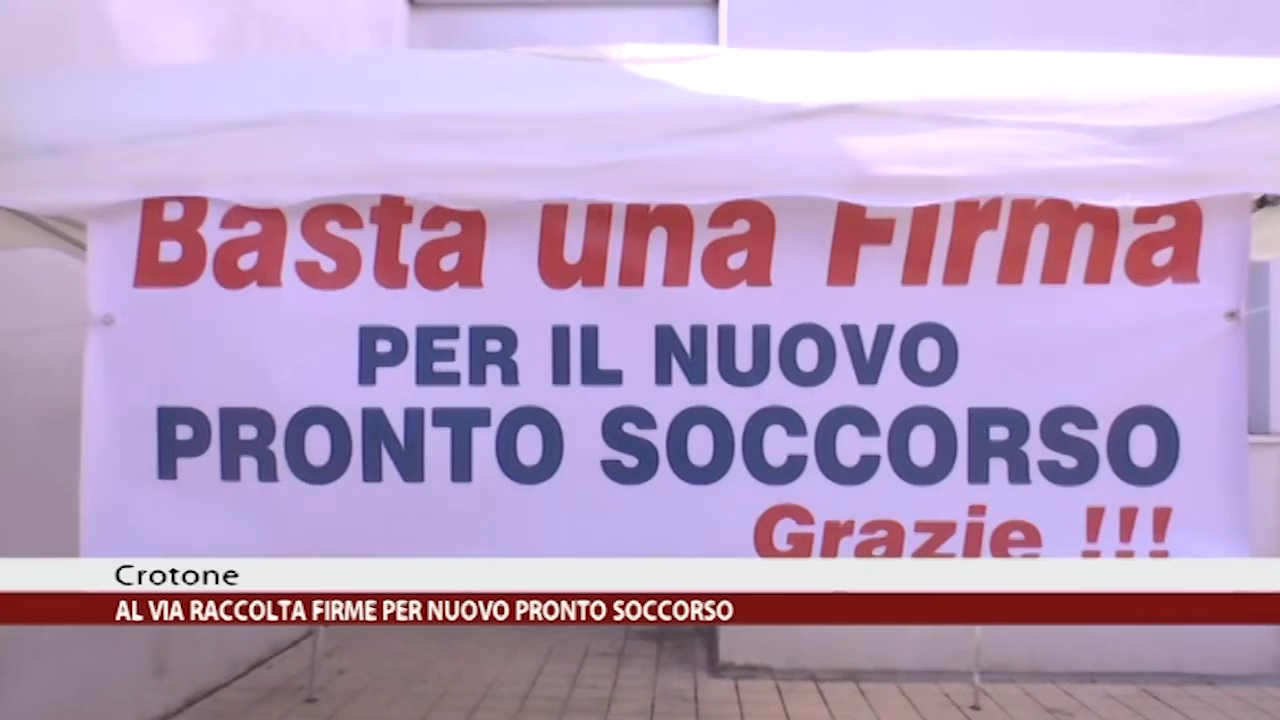 Basta una Firma
PER IL NUOVO
PRONTO SOCCORSO
Grazie !!!
Crotone
AL VIA RACCOLTA FIRME PER NUOVO PRONTO SOCCORSO